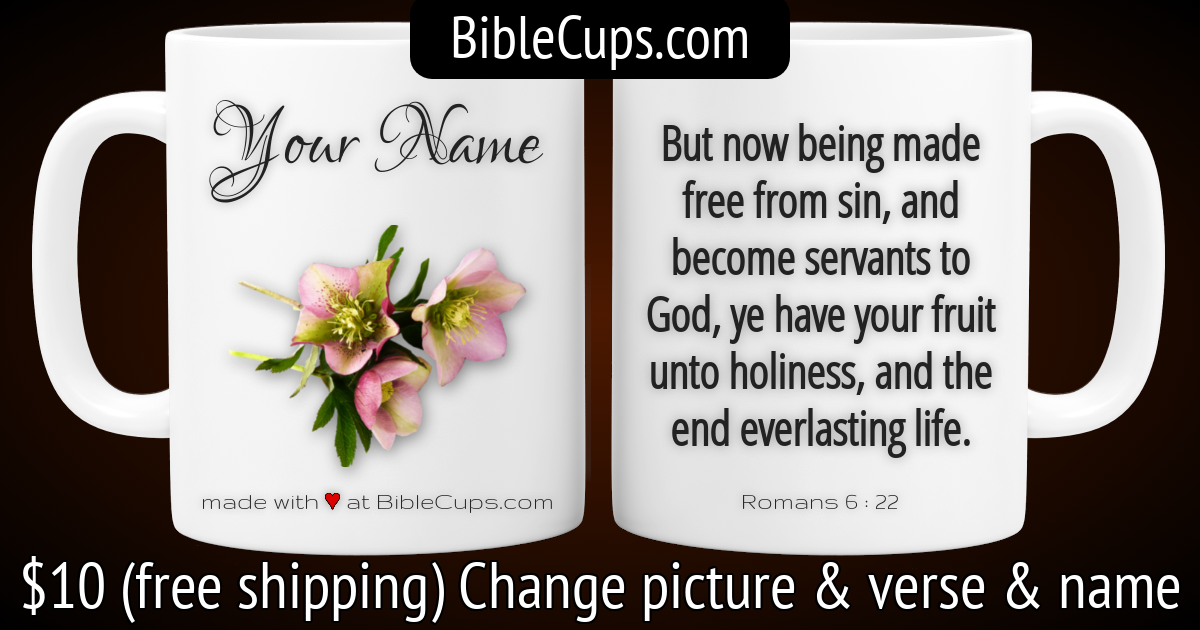 BibleCups.com
Your Name
made with ♥ at BibleCups.com
But now being made
free from sin, and
become servants to
God, ye have your fruit
unto holiness, and the
end everlasting life.
Romans 6 : 22
$10 (free shipping) Change picture & verse & name